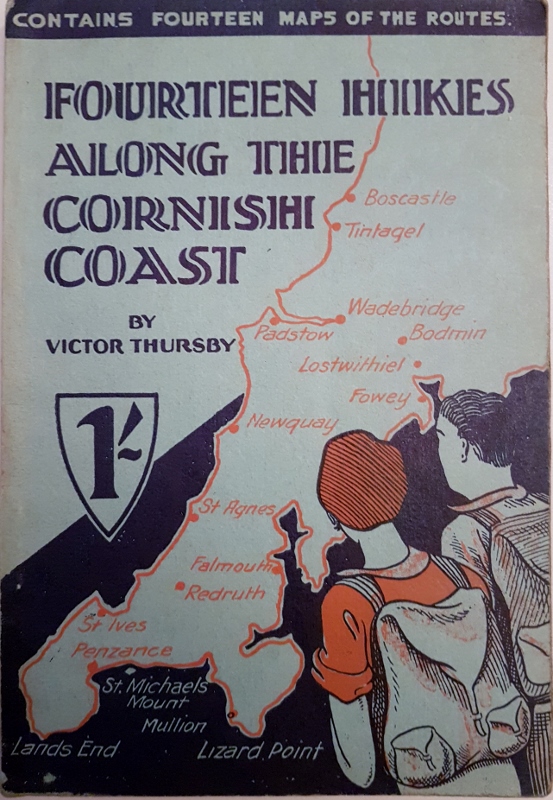 CONTAINS FOURTEEN MAPS OF THE ROUTES.
FOURTEEN HIKES
ALONG THE
CORNISH
COAST
BY
VICTOR THURSBY
1/-
Boscastle
Tintagel
Wadebridge
Padstow
Bodmin
Lostwithiel
Fowey
Newquay
St Agnes
Falmouth
Redruth
St Ives
Penzance
St. Michaels
Mount
Mullion
Lands End
Lizard Point